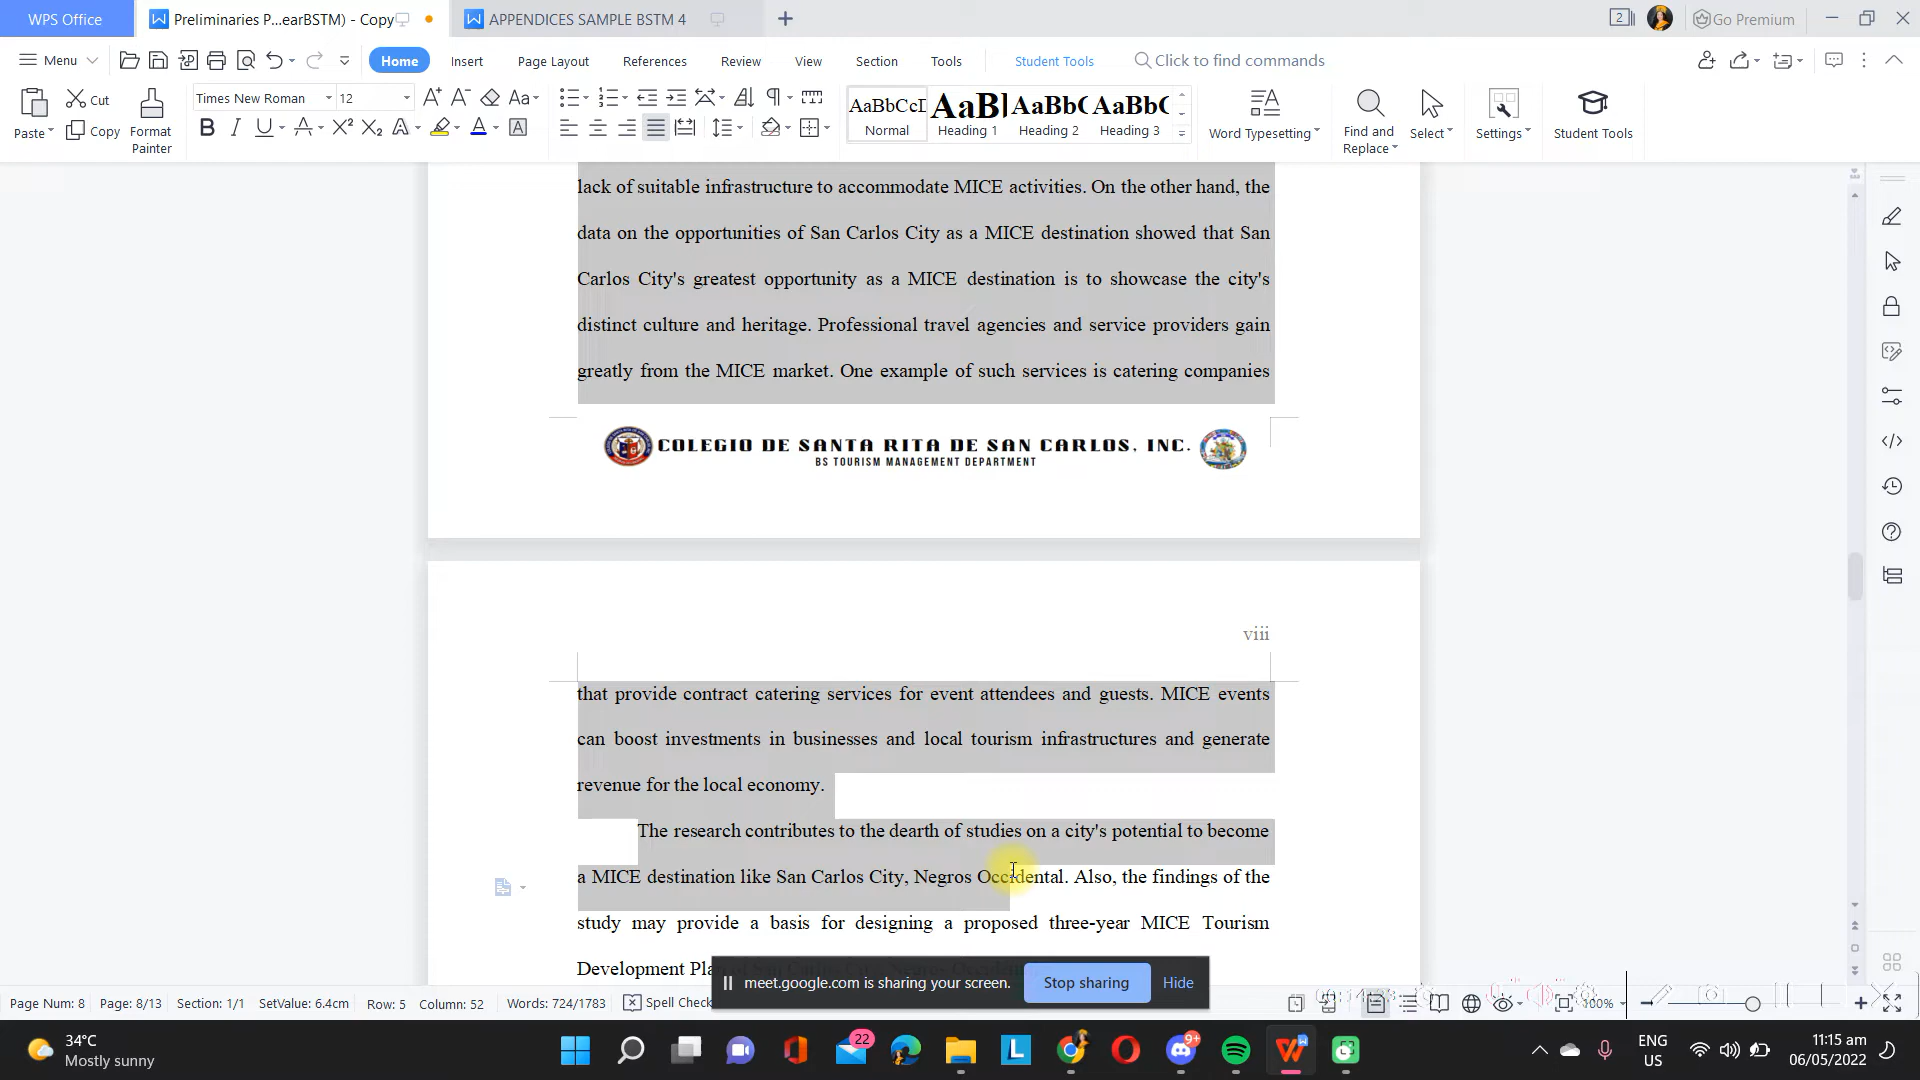 WPS Office
Preliminaries P...earBSTM) - Copy
APPENDICES SAMPLE BSTM 4
2
Go Premium
Menu
Home
Insert
Page Layout
References
Review
View
Section
Tools
Student Tools
Click to find commands
Paste
Cut
Copy
Format
Painter
Times New Roman
12
AaBbCcD
Normal
AaB
Heading 1
AaBb(
Heading 2
AaBb(
Heading 3
Word Typesetting
Find and
Replace
Select
Settings
Student Tools
lack of suitable infrastructure to accommodate MICE activities. On the other hand, the
data on the opportunities of San Carlos City as a MICE destination showed that San
Carlos City's greatest opportunity as a MICE destination is to showcase the city's
distinct culture and heritage. Professional travel agencies and service providers gain
greatly from the MICE market. One example of such services is catering companies
COLEGIO DE SANTA RITA DE SAN CARLOS, INC.
BS TOURISM MANAGEMENT DEPARTMENT
viii
that provide contract catering services for event attendees and guests. MICE events
can boost investments in businesses and local tourism infrastructures and generate
revenue for the local economy.
The research contributes to the dearth of studies on a city's potential to become
a MICE destination like San Carlos City, Negros Occidental. Also, the findings of the
study may provide a basis for designing a proposed three-year MICE Tourism
Development Pla
meet.google.com is sharing your screen.
Stop sharing
Hide
Page Num: 8
Page: 8/13
Section: 1/1
SetValue: 6.4cm
Row: 5
Column: 52
Words: 724/1783
Spell Check
100%
34°C
Mostly sunny
22
9+
ENG
US
11:15 am
06/05/2022